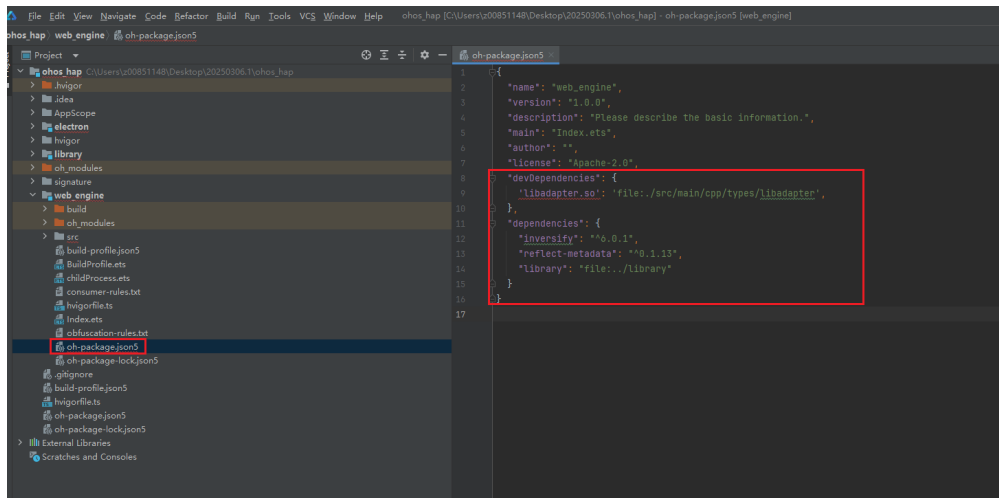 File Edit View Navigate Code Refactor Build Run Tools VCS Window Help ohos_hap [C:\Users\z00851148\Desktop\20250306.1\ohos_hap] - oh-package.json5 [web_engine]
ohos_hap web_engine oh-package.json5
Project
oh-package.json5
ohos_hap C:\Users\z00851148\Desktop\20250306.1\ohos_hap
.hvigor
.idea
AppScope
electron
hvigor
library
oh_modules
signature
web_engine
build
oh_modules
src
build-profile.json5
BuildProfile.ets
childProcess.ets
consumer-rules.txt
hvigorfile.ts
Index.ets
obfuscation-rules.txt
oh-package.json5
oh-package-lock.json5
.gitignore
build-profile.json5
hvigorfile.ts
oh-package.json5
oh-package-lock.json5
External Libraries
Scratches and Consoles
1 {
2 "name": "web_engine",
3 "version": "1.0.0",
4 "description": "Please describe the basic information.",
5 "main": "Index.ets",
6 "author": "",
7 "license": "Apache-2.0",
8 "devDependencies": {
9 'libadapter.so': 'file:./src/main/cpp/types/libadapter',
10 },
11 "dependencies": {
12 "inversify": "^6.0.1",
13 "reflect-metadata": "^0.1.13",
14 "library": "file:../library"
15 }
16 }
17